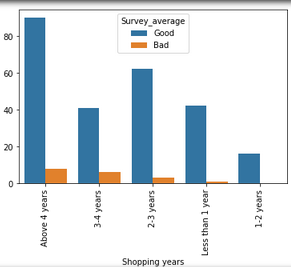 Survey_average
Good
Bad
80
60
40
20
0
Above 4 years
3-4 years
2-3 years
Less than 1 year
1-2 years
Shopping years